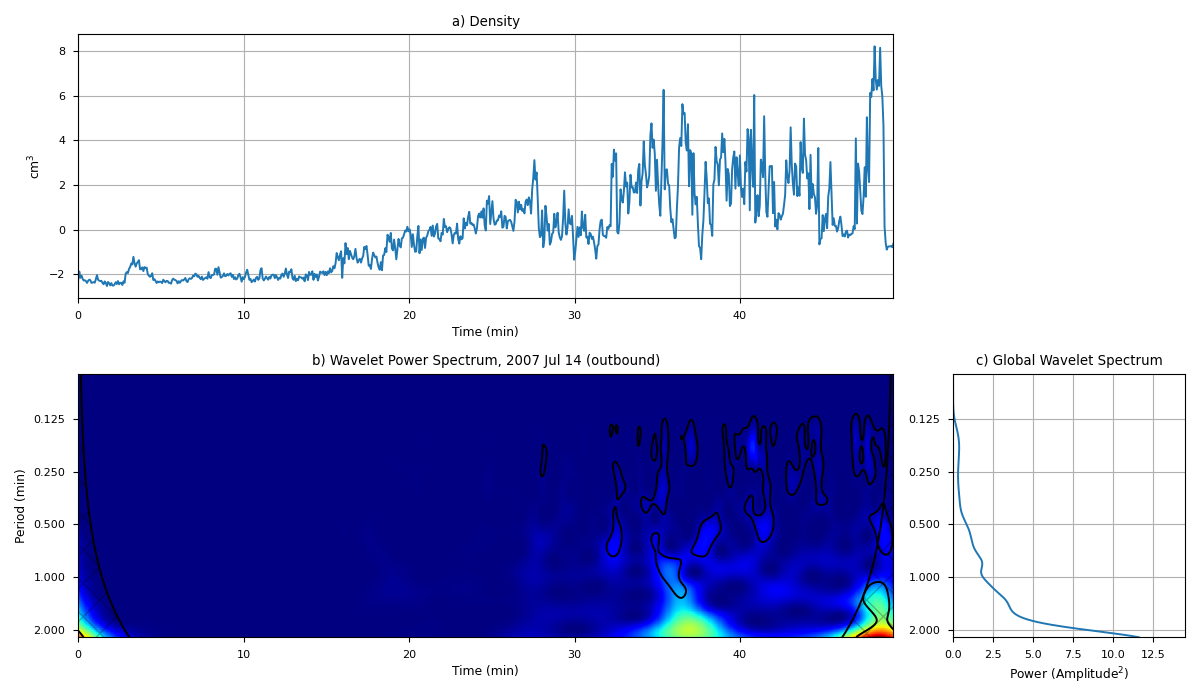 a) Density
8
6
4
2
0
−2
cm³
0 10 20 30 40
Time (min)
b) Wavelet Power Spectrum, 2007 Jul 14 (outbound)
0.125
0.250
0.500
1.000
2.000
Period (min)
0 10 20 30 40
Time (min)
c) Global Wavelet Spectrum
0.125
0.250
0.500
1.000
2.000
0.0 2.5 5.0 7.5 10.0 12.5
Power (Amplitude²)